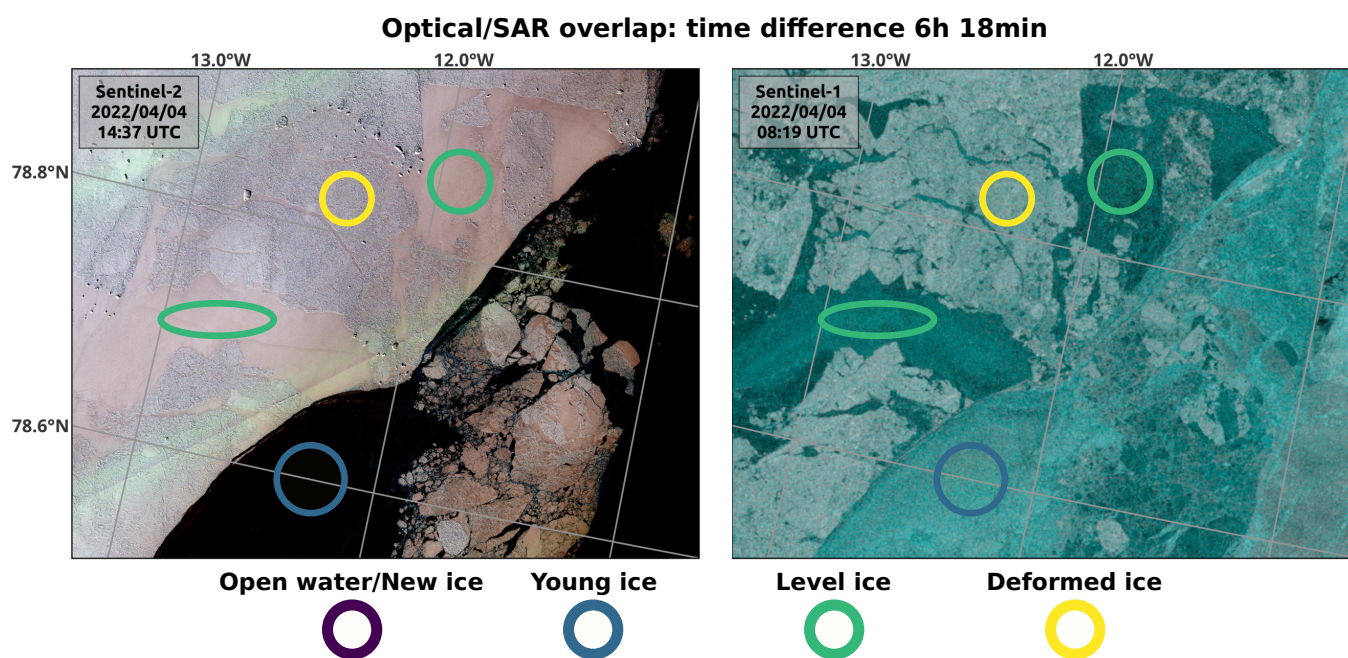 Optical/SAR overlap: time difference 6h 18min
13.0°W 12.0°W 13.0°W 12.0°W
Sentinel-2
2022/04/04
14:37 UTC
Sentinel-1
2022/04/04
08:19 UTC
78.8°N
78.6°N
Open water/New ice Young ice Level ice Deformed ice